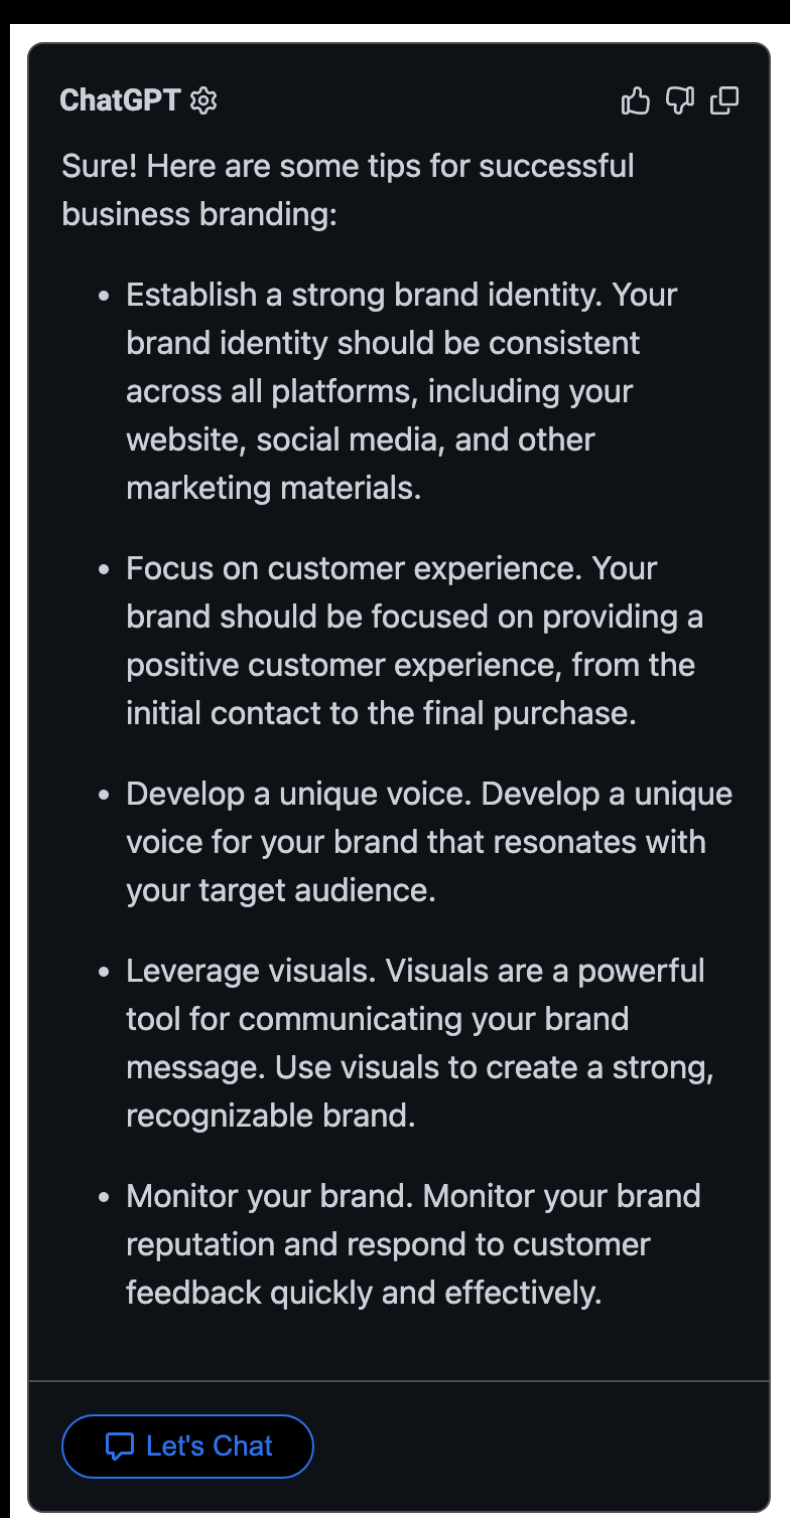 ChatGPT
Sure! Here are some tips for successful
business branding:
• Establish a strong brand identity. Your
brand identity should be consistent
across all platforms, including your
website, social media, and other
marketing materials.
• Focus on customer experience. Your
brand should be focused on providing a
positive customer experience, from the
initial contact to the final purchase.
• Develop a unique voice. Develop a unique
voice for your brand that resonates with
your target audience.
• Leverage visuals. Visuals are a powerful
tool for communicating your brand
message. Use visuals to create a strong,
recognizable brand.
• Monitor your brand. Monitor your brand
reputation and respond to customer
feedback quickly and effectively.
Let's Chat